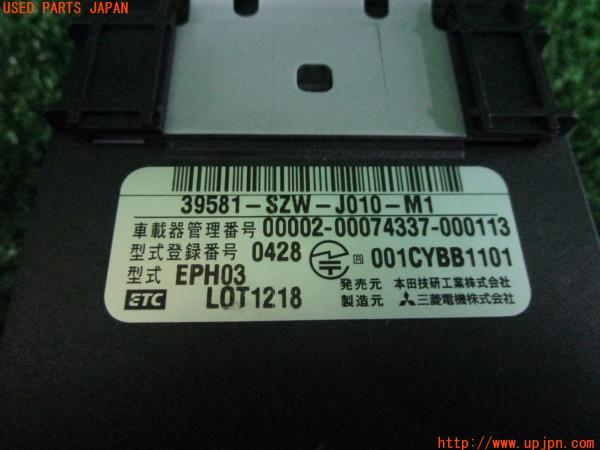 USED PARTS JAPAN
39581-SZW-J010-M1
車載器管理番号 00002-00074337-000113
型式登録番号 0428 R 001CYBB1101
型式 EPH03 発売元 本田技研工業株式会社
ETC LOT1218 製造元 三菱電機株式会社
http://www.upjpn.com/